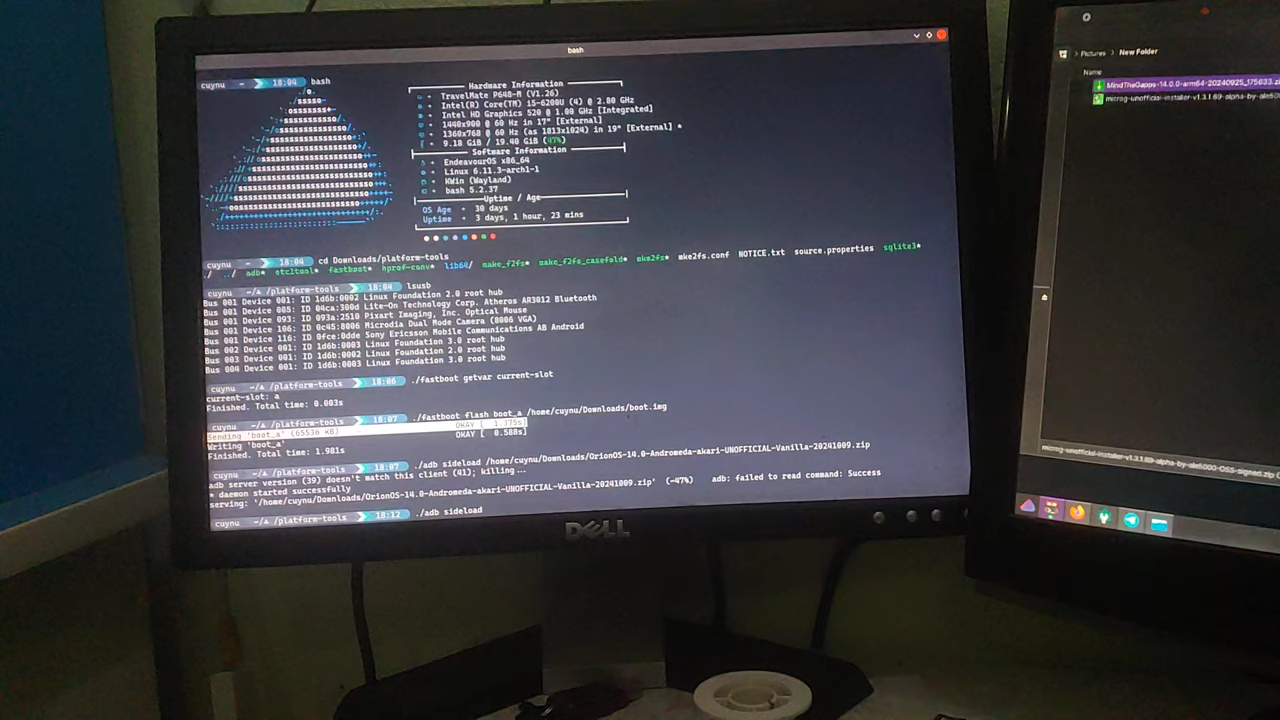 bash
cuynu ~ 18:04 bash
Hardware Information
TravelMate P648-M (V1.26)
Intel(R) Core(TM) i5-6200U (4) @ 2.80 GHz
Intel HD Graphics 520 @ 1.00 GHz [Integrated]
1440x900 @ 60 Hz in 17" [External]
1360x768 @ 60 Hz (as 1813x1024) in 19" [External] *
9.18 GiB / 19.40 GiB (47%)
Software Information
EndeavourOS x86_64
Linux 6.11.3-arch1-1
KWin (Wayland)
bash 5.2.37
Uptime / Age
OS Age 30 days
Uptime 3 days, 1 hour, 23 mins
cuynu ~ 18:04 cd Downloads/platform-tools
./ ../ adb* etc1tool* fastboot* hprof-conv* lib64/ make_f2fs* make_f2fs_casefold* mke2fs* mke2fs.conf NOTICE.txt source.properties sqlite3*
cuynu ~/ /platform-tools 18:04 lsusb
Bus 001 Device 001: ID 1d6b:0002 Linux Foundation 2.0 root hub
Bus 001 Device 005: ID 04ca:300d Lite-On Technology Corp. Atheros AR3012 Bluetooth
Bus 001 Device 093: ID 093a:2510 Pixart Imaging, Inc. Optical Mouse
Bus 001 Device 106: ID 0c45:8006 Microdia Dual Mode Camera (8006 VGA)
Bus 001 Device 116: ID 0fce:0dde Sony Ericsson Mobile Communications AB Android
Bus 002 Device 001: ID 1d6b:0003 Linux Foundation 3.0 root hub
Bus 003 Device 001: ID 1d6b:0002 Linux Foundation 2.0 root hub
Bus 004 Device 001: ID 1d6b:0003 Linux Foundation 3.0 root hub
cuynu ~/ /platform-tools 18:06 ./fastboot getvar current-slot
current-slot: a
Finished. Total time: 0.003s
cuynu ~/ /platform-tools 18:07 ./fastboot flash boot_a /home/cuynu/Downloads/boot.img
Sending 'boot_a' (65536 KB) OKAY [ 1.375s]
Writing 'boot_a' OKAY [ 0.588s]
Finished. Total time: 1.981s
cuynu ~/ /platform-tools 18:07 ./adb sideload /home/cuynu/Downloads/OrionOS-14.0-Andromeda-akari-UNOFFICIAL-Vanilla-20241009.zip
adb server version (39) doesn't match this client (41); killing...
* daemon started successfully
serving: '/home/cuynu/Downloads/OrionOS-14.0-Andromeda-akari-UNOFFICIAL-Vanilla-20241009.zip' (~47%) adb: failed to read command: Success
cuynu ~/ /platform-tools 18:12 ./adb sideload
DELL
Pictures > New Folder
Name
MindTheGapps-14.0.0-arm64-20240925_175633.z
microg-unofficial-installer-v1.3.1.69-alpha-by-ale5000
microg-unofficial-installer-v1.3.1.69-alpha-by-ale5000-OSS-signed.zip